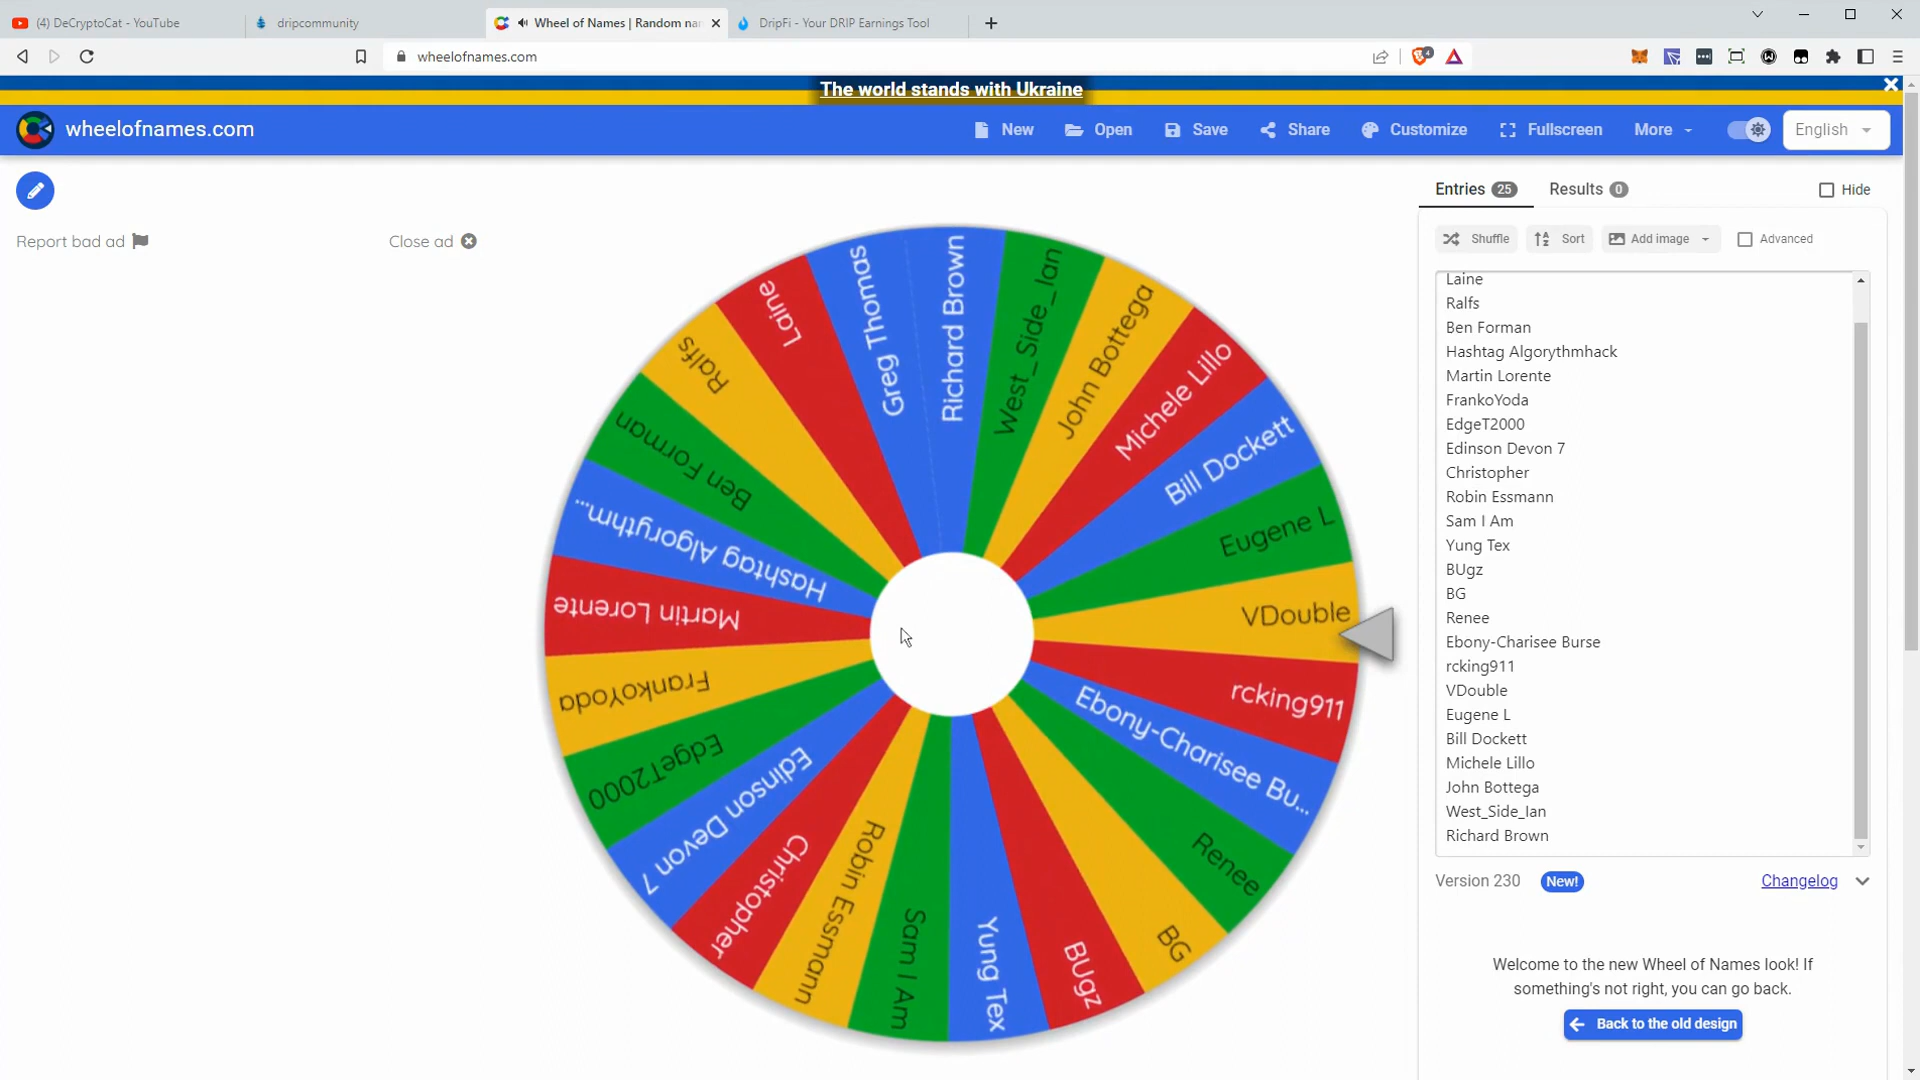 (4) DeCryptoCat - YouTube
dripcommunity
Wheel of Names | Random na
DripFi - Your DRIP Earnings Tool
wheelofnames.com
4
The world stands with Ukraine
wheelofnames.com
New
Open
Save
Share
Customize
Fullscreen
More
English
Report bad ad
Close ad
Entries 25
Results 0
Hide
Shuffle
Sort
Add image
Advanced
Laine
Ralfs
Ben Forman
Hashtag Algorythmhack
Martin Lorente
FrankoYoda
EdgeT2000
Edinson Devon 7
Christopher
Robin Essmann
Sam I Am
Yung Tex
BUgz
BG
Renee
Ebony-Charisee Burse
rcking911
VDouble
Eugene L
Bill Dockett
Michele Lillo
John Bottega
West_Side_Ian
Richard Brown
Version 230
New!
Changelog
Welcome to the new Wheel of Names look! If
something's not right, you can go back.
Back to the old design
Greg Thomas
Richard Brown
West_Side_Ian
John Bottega
Michele Lillo
Bill Dockett
Eugene L
VDouble
rcking911
Ebony-Charisee Bu...
Renee
BG
BUgz
Yung Tex
Sam I Am
Robin Essmann
Christopher
Edinson Devon 7
EdgeT2000
FrankoYoda
Martin Lorente
Hashtag Algorythm...
Ben Forman
Ralfs
Laine